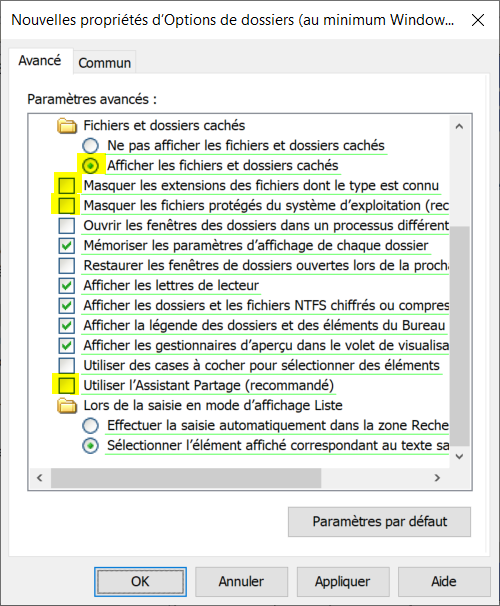 Nouvelles propriétés d'Options de dossiers (au minimum Window...
Avancé
Commun
Paramètres avancés :
Fichiers et dossiers cachés
Ne pas afficher les fichiers et dossiers cachés
Afficher les fichiers et dossiers cachés
Masquer les extensions des fichiers dont le type est connu
Masquer les fichiers protégés du système d'exploitation (rec
Ouvrir les fenêtres des dossiers dans un processus différent
Mémoriser les paramètres d'affichage de chaque dossier
Restaurer les fenêtres de dossiers ouvertes lors de la procha
Afficher les lettres de lecteur
Afficher les dossiers et les fichiers NTFS chiffrés ou compres
Afficher la légende des dossiers et des éléments du Bureau
Afficher les gestionnaires d'aperçu dans le volet de visualisa
Utiliser des cases à cocher pour sélectionner des éléments
Utiliser l'Assistant Partage (recommandé)
Lors de la saisie en mode d'affichage Liste
Effectuer la saisie automatiquement dans la zone Reche
Sélectionner l'élément affiché correspondant au texte sa
Paramètres par défaut
OK
Annuler
Appliquer
Aide